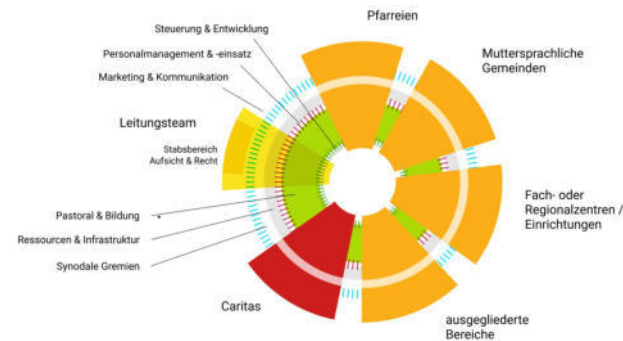 Pfarreien
Steuerung & Entwicklung
Personalmanagement & -einsatz
Marketing & Kommunikation
Muttersprachliche
Gemeinden
Leitungsteam
Stabsbereich
Aufsicht & Recht
Fach- oder
Regionalzentren /
Einrichtungen
Pastoral & Bildung
Ressourcen & Infrastruktur
Synodale Gremien
Caritas
ausgegliederte
Bereiche